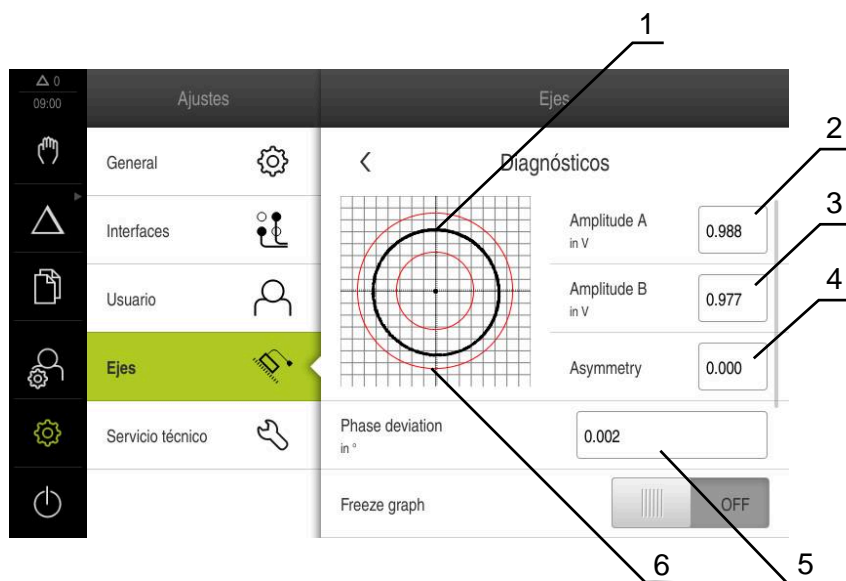 1
△ 0
09:00
Ajustes
Ejes
General
Interfaces
Usuario
Ejes
Servicio técnico
Diagnósticos
Amplitude A
in V
0.988
2
Amplitude B
in V
0.977
3
Asymmetry
0.000
4
Phase deviation
in °
0.002
Freeze graph
OFF
6
5